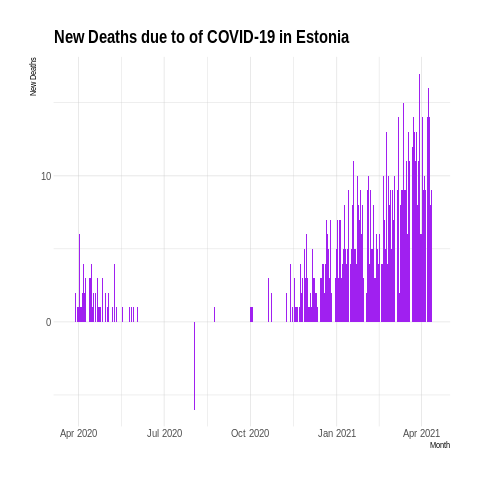 New Deaths due to of COVID-19 in Estonia
New Deaths
10
0
Apr 2020 Jul 2020 Oct 2020 Jan 2021 Apr 2021
Month